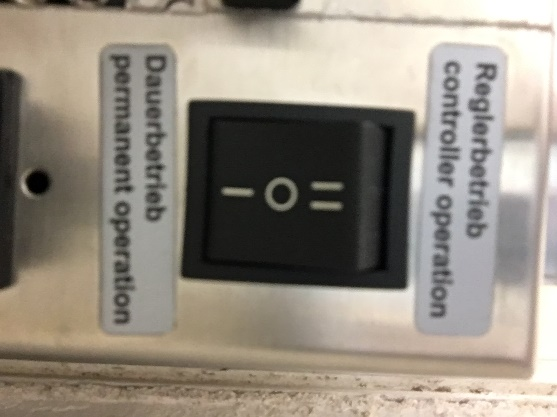 Reglerbetrieb
controller operation
— O =
Dauerbetrieb
permanent operation